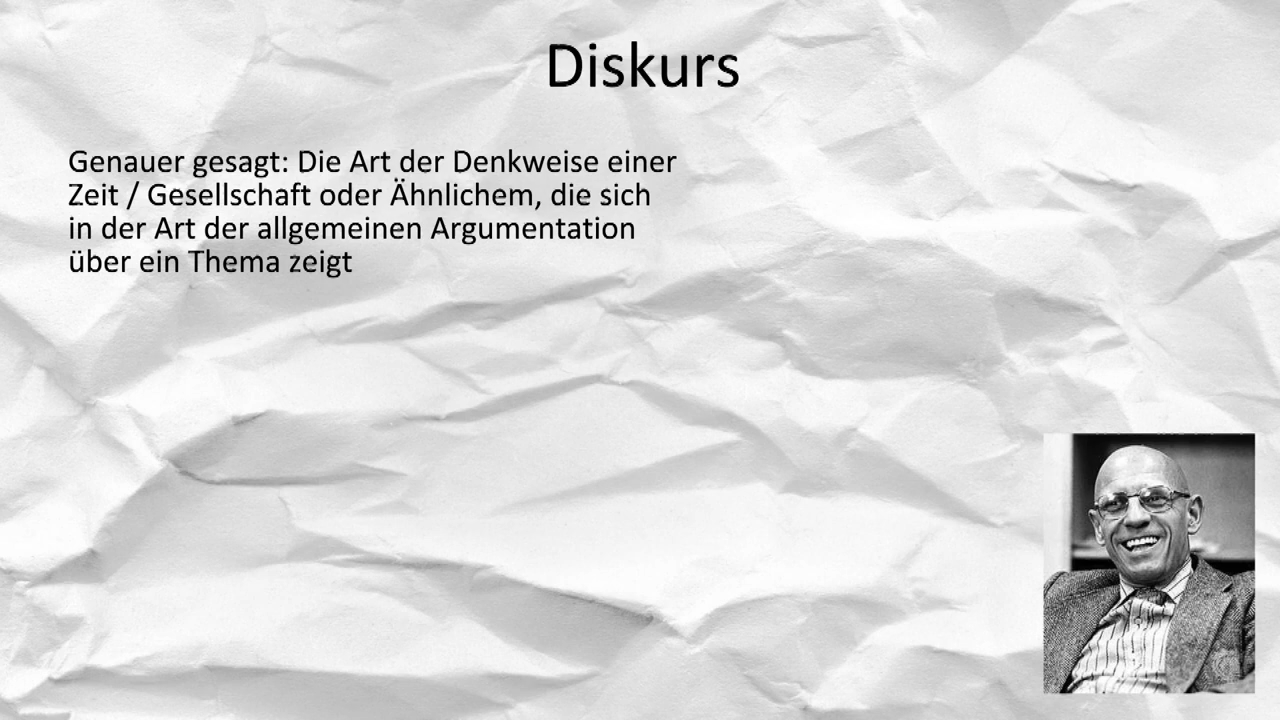 Diskurs
Genauer gesagt: Die Art der Denkweise einer
Zeit / Gesellschaft oder Ähnlichem, die sich
in der Art der allgemeinen Argumentation
über ein Thema zeigt